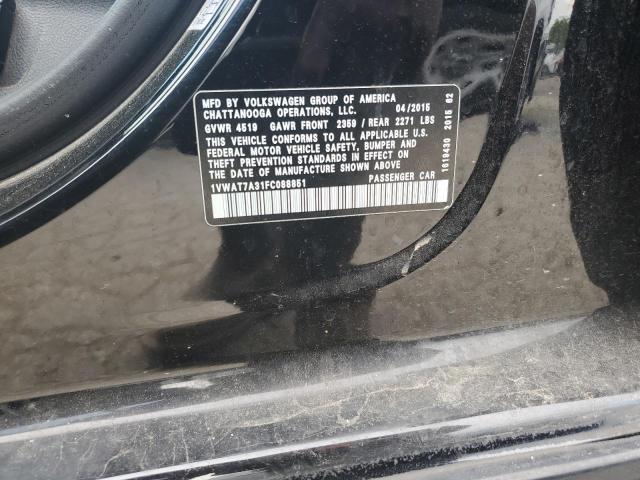 MFD BY VOLKSWAGEN GROUP OF AMERICA
CHATTANOOGA OPERATIONS, LLC. 04/2015
GVWR 4519 GAWR FRONT 2359 / REAR 2271 LBS
THIS VEHICLE CONFORMS TO ALL APPLICABLE U.S.
FEDERAL MOTOR VEHICLE SAFETY, BUMPER AND
THEFT PREVENTION STANDARDS IN EFFECT ON
THE DATE OF MANUFACTURE SHOWN ABOVE
1VWAT7A31FC088851 PASSENGER CAR
1619430 2015 02